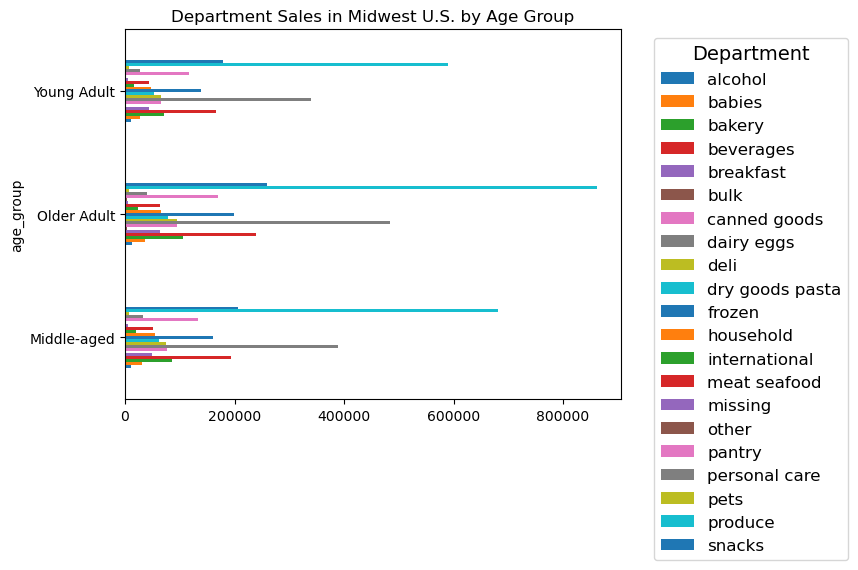 Department Sales in Midwest U.S. by Age Group
age_group
Young Adult
Older Adult
Middle-aged
0 200000 400000 600000 800000
Department
alcohol
babies
bakery
beverages
breakfast
bulk
canned goods
dairy eggs
deli
dry goods pasta
frozen
household
international
meat seafood
missing
other
pantry
personal care
pets
produce
snacks